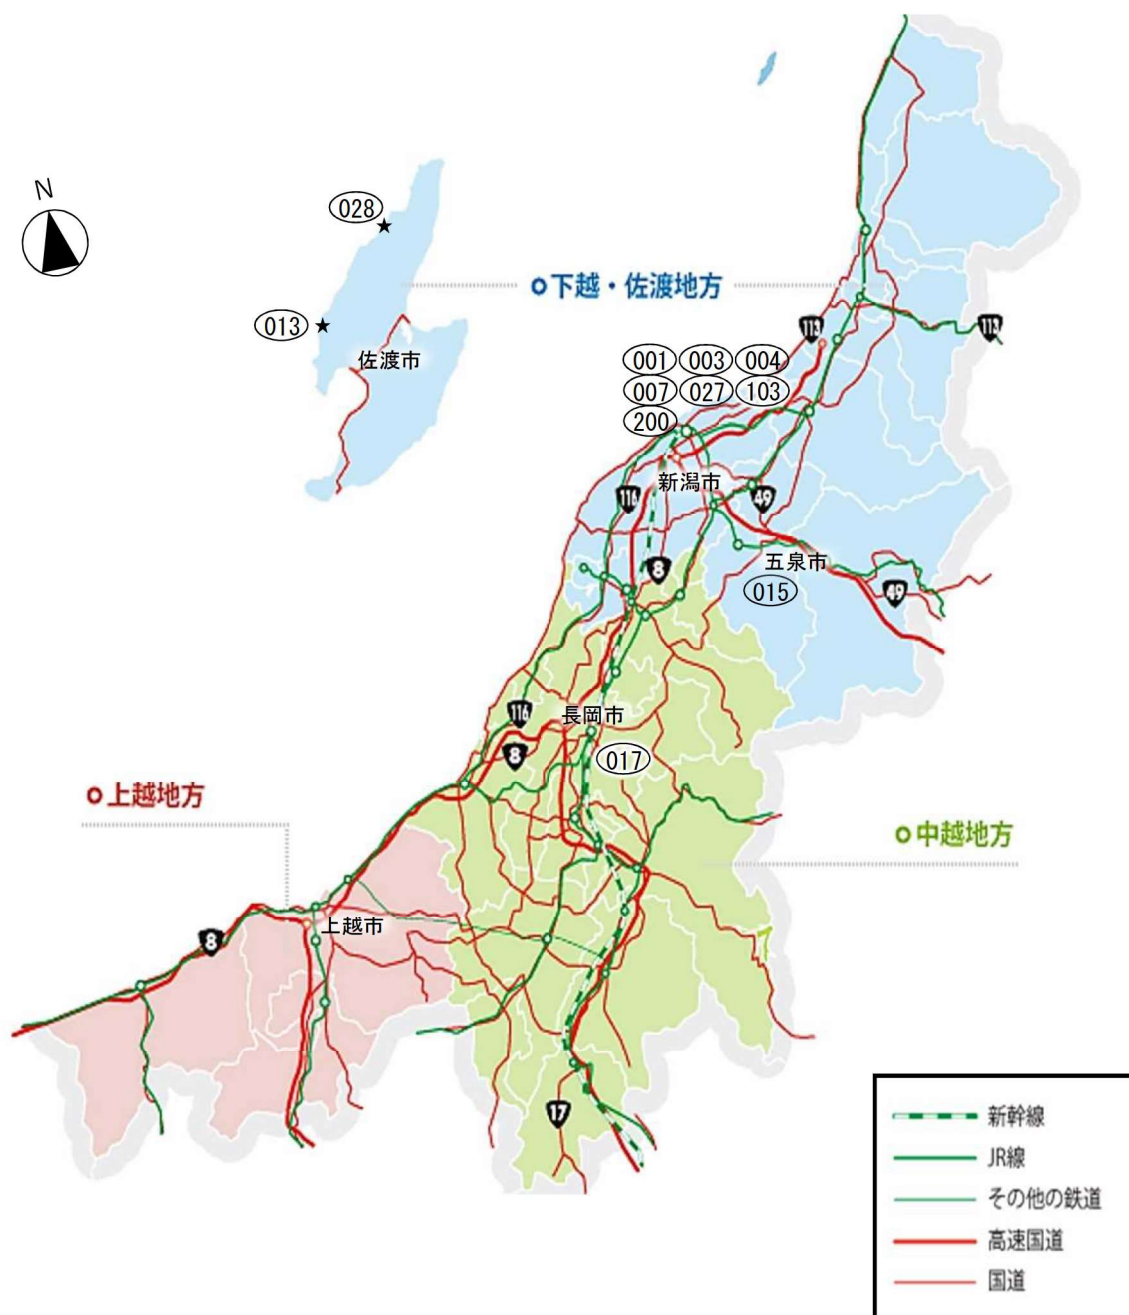 N
028
下越・佐渡地方
013
佐渡市
113
113
001 003 004
007 027 103
200
新潟市
116
49
五泉市
8
015
49
116
長岡市
8
017
上越地方
中越地方
上越市
8
17
新幹線
JR線
その他の鉄道
高速国道
国道